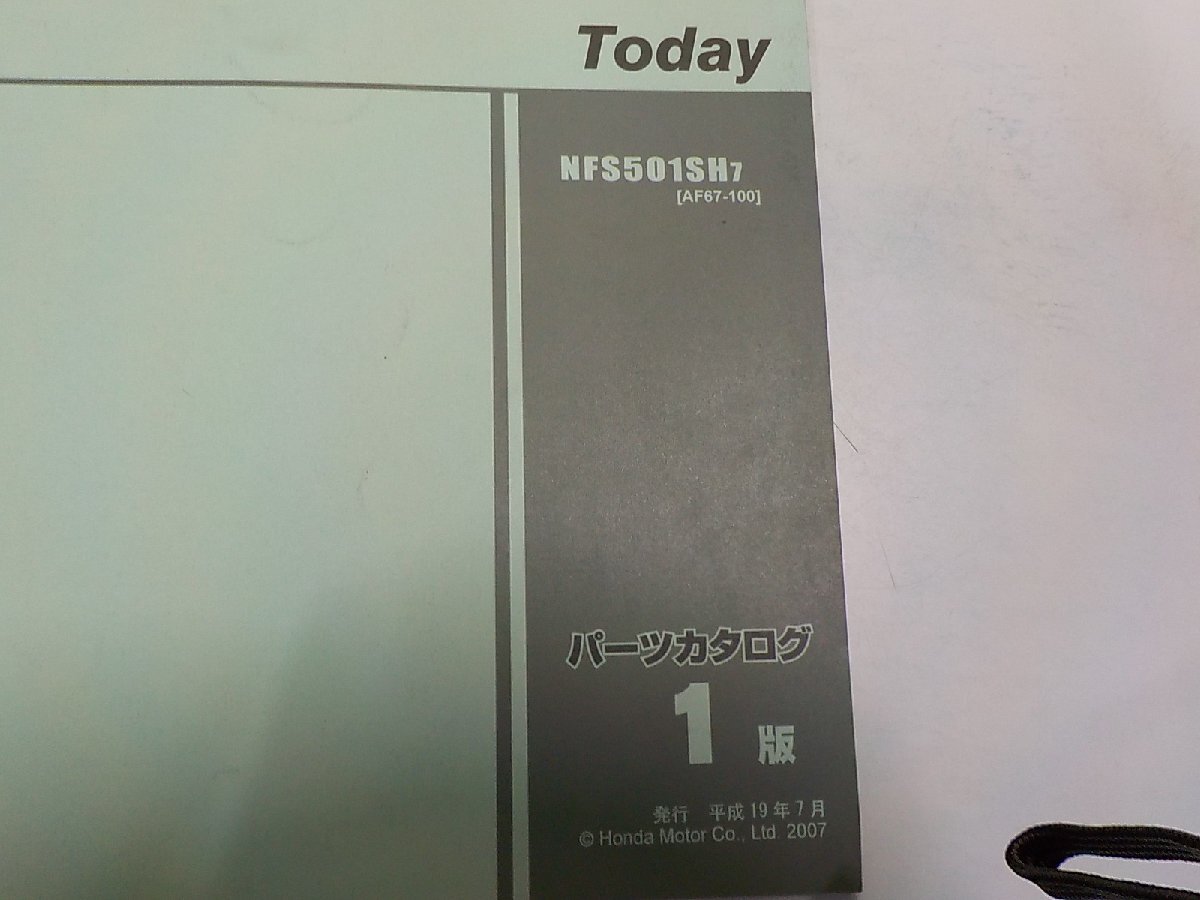 Today
NFS501SH7
[AF67-100]
パーツカタログ
1版
発行 平成19年7月
© Honda Motor Co., Ltd. 2007